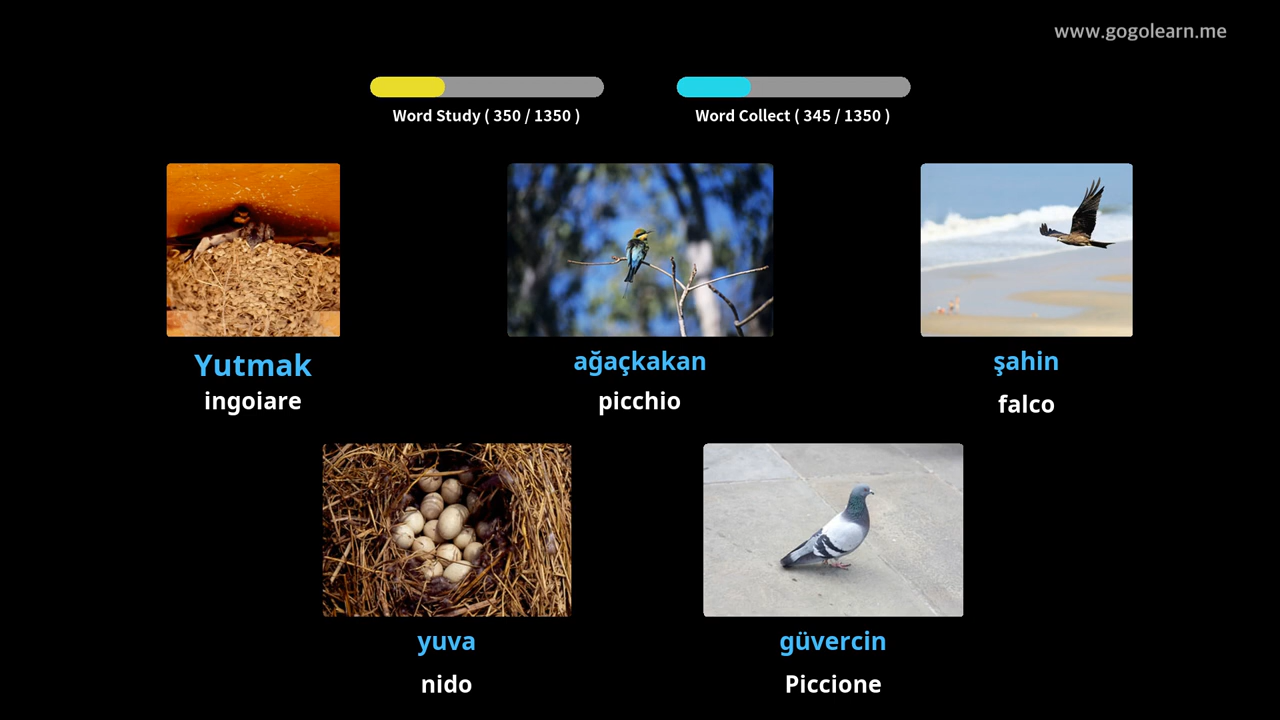 www.gogolearn.me
Word Study ( 350 / 1350 )
Word Collect ( 345 / 1350 )
Yutmak
ingoiare
ağaçkakan
picchio
şahin
falco
yuva
nido
güvercin
Piccione